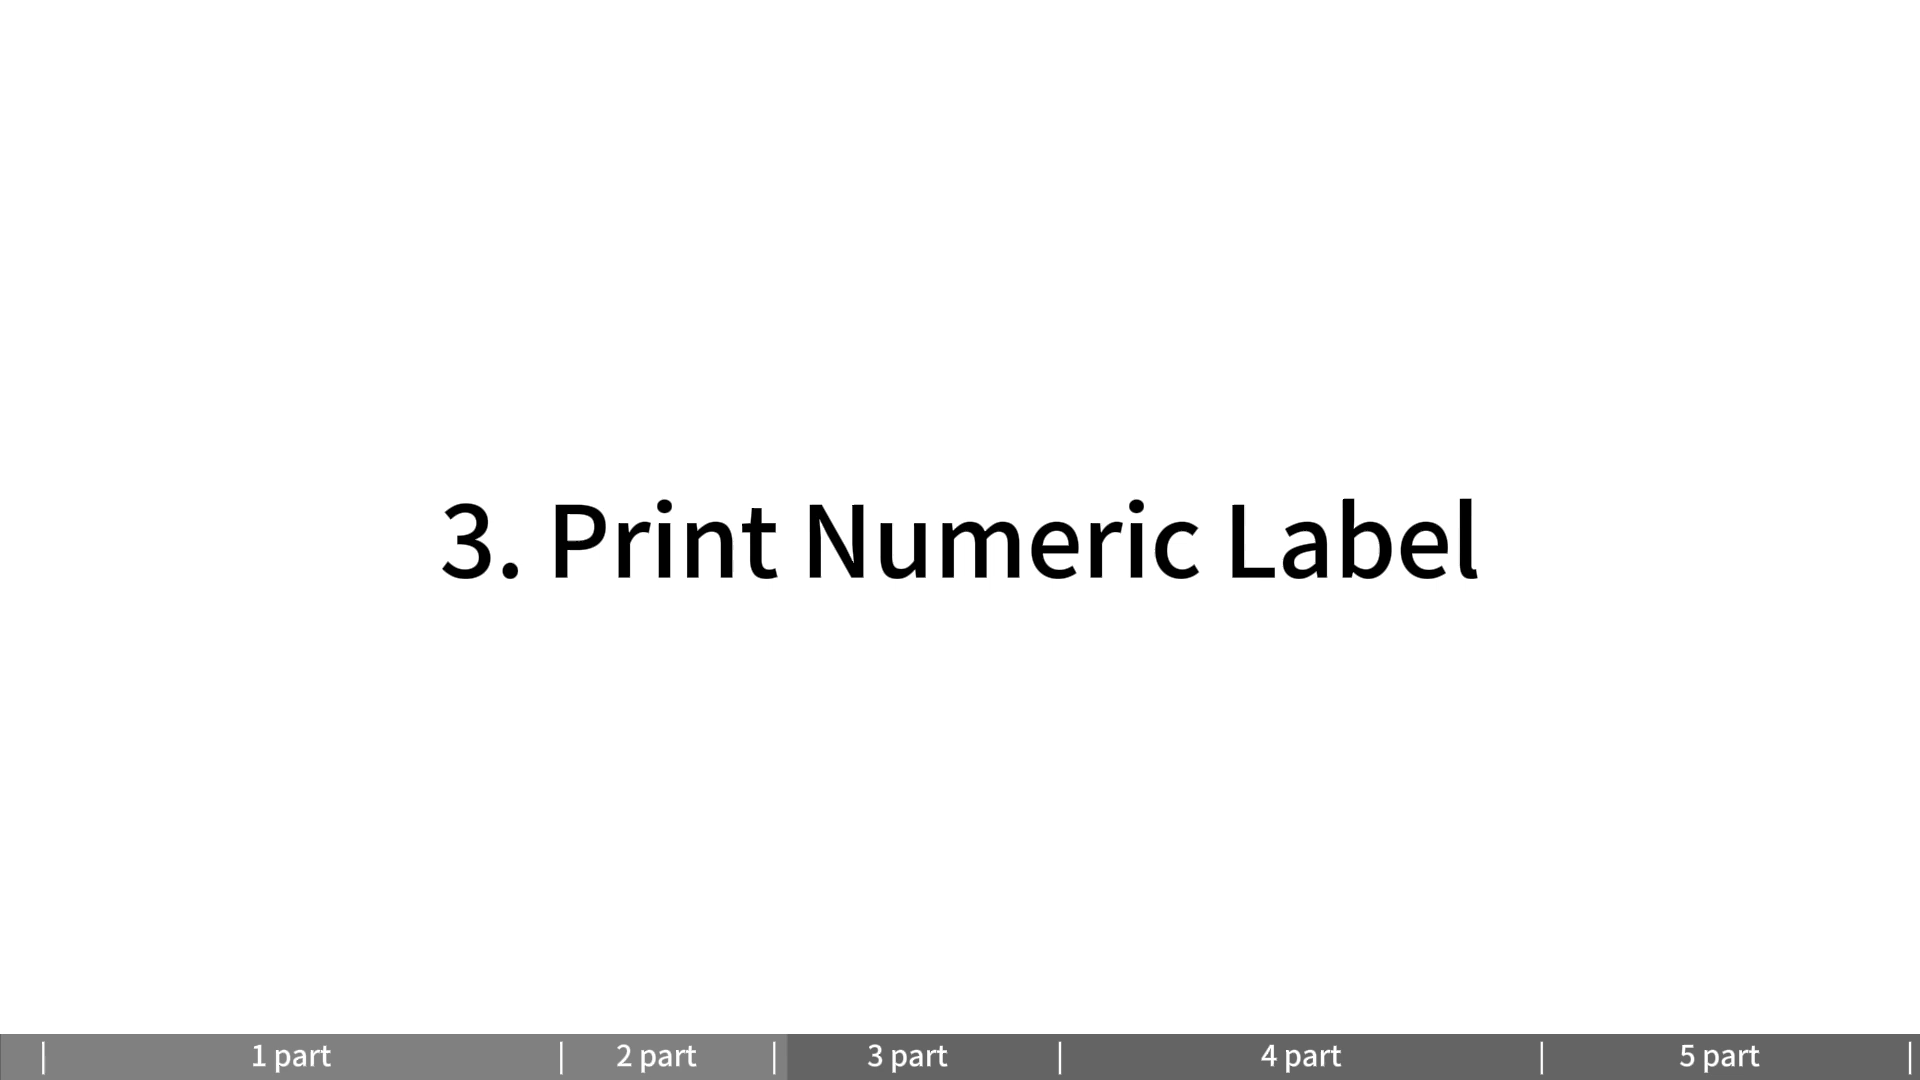 3. Print Numeric Label
| 1 part | 2 part | 3 part | 4 part | 5 part |